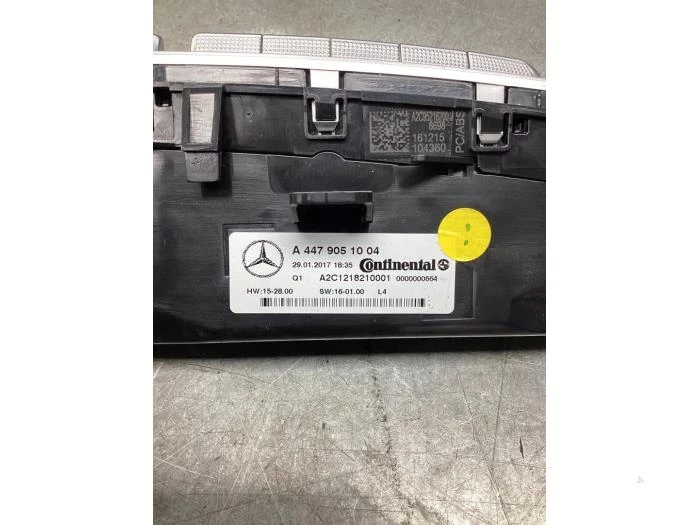 8698
161215
104360
PC/ABS
A 447 905 10 04
29.01.2017 18:35 Continental
Q1 A2C1218210001 0000000664
HW:15-28.00 SW:16-01.00 L4